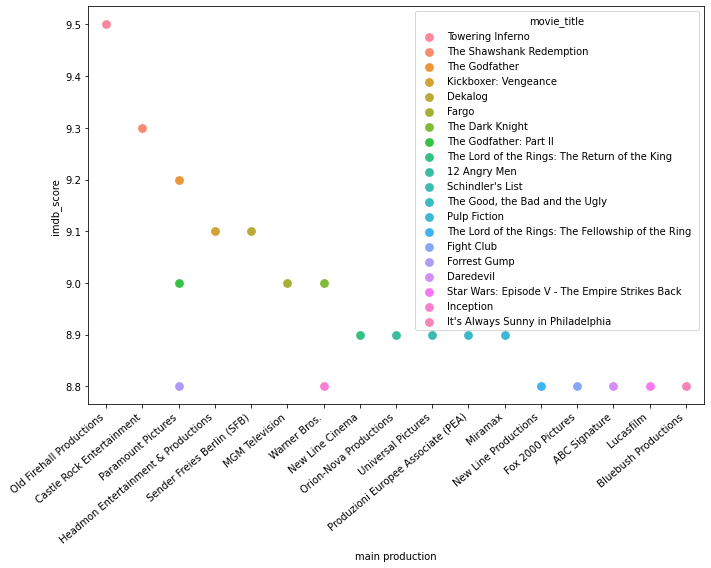 movie_title
Towering Inferno
The Shawshank Redemption
The Godfather
Kickboxer: Vengeance
Dekalog
Fargo
The Dark Knight
The Godfather: Part II
The Lord of the Rings: The Return of the King
12 Angry Men
Schindler's List
The Good, the Bad and the Ugly
Pulp Fiction
The Lord of the Rings: The Fellowship of the Ring
Fight Club
Forrest Gump
Daredevil
Star Wars: Episode V - The Empire Strikes Back
Inception
It's Always Sunny in Philadelphia
imdb_score
9.5
9.4
9.3
9.2
9.1
9.0
8.9
8.8
Old Firehall Productions
Castle Rock Entertainment
Paramount Pictures
Headmon Entertainment & Productions
Sender Freies Berlin (SFB)
MGM Television
Warner Bros.
New Line Cinema
Orion-Nova Productions
Universal Pictures
Produzioni Europee Associate (PEA)
Miramax
New Line Productions
Fox 2000 Pictures
ABC Signature
Lucasfilm
Bluebush Productions
main production